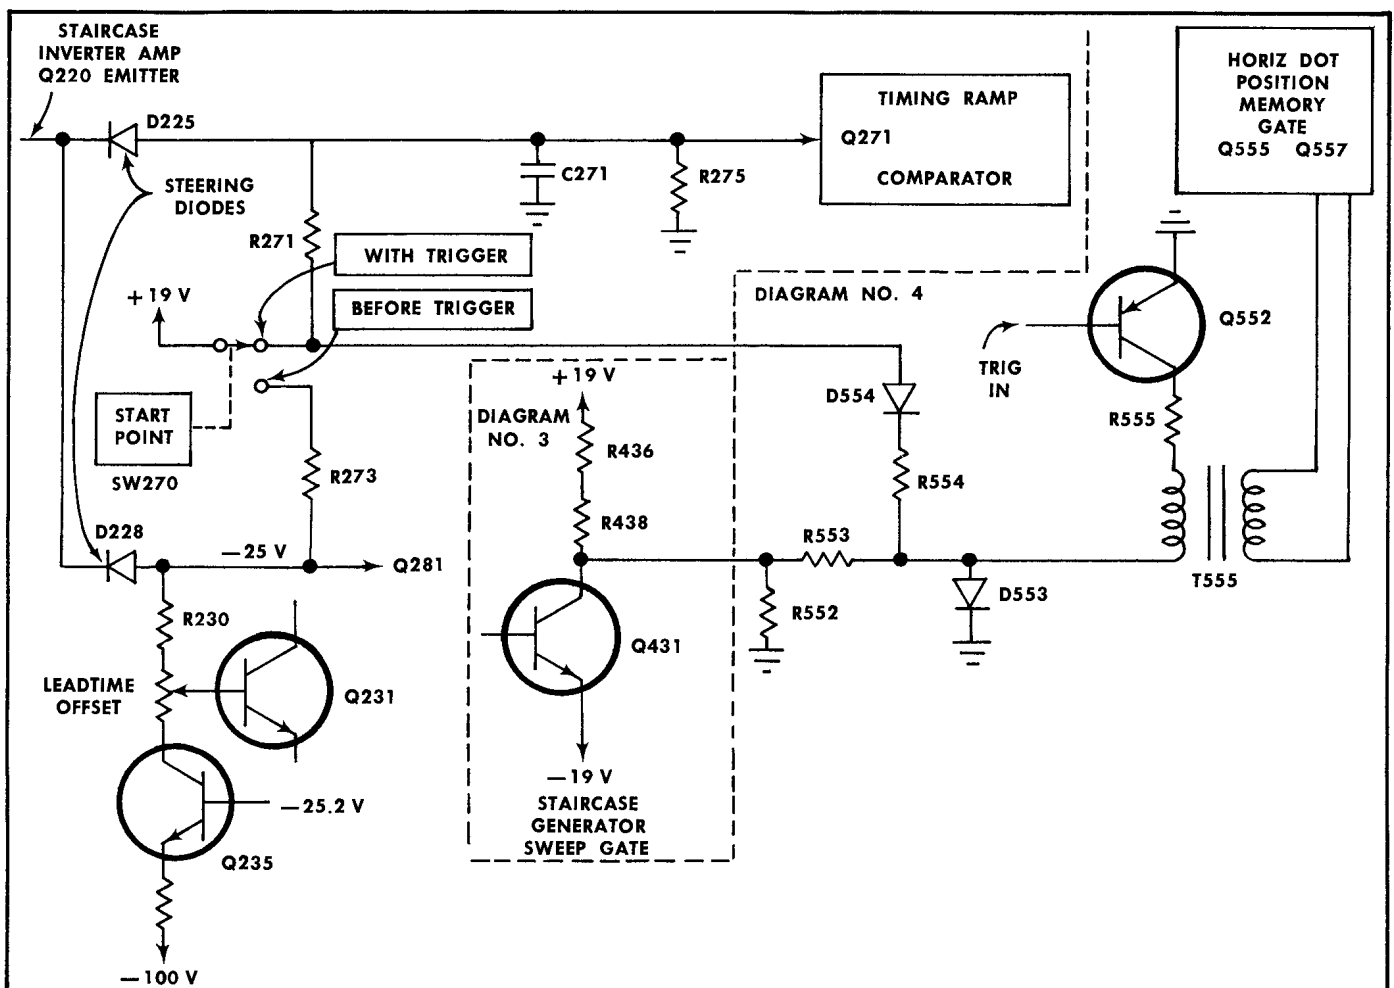 STAIRCASE
INVERTER AMP
Q220 EMITTER
D225
STEERING
DIODES
C271
R275
TIMING RAMP
Q271
COMPARATOR
HORIZ DOT
POSITION
MEMORY
GATE
Q555 Q557
R271
WITH TRIGGER
BEFORE TRIGGER
+19 V
START
POINT
SW270
R273
DIAGRAM NO. 4
TRIG
IN
Q552
R555
T555
+19 V
DIAGRAM
NO. 3
R436
R438
D554
R554
R553
R552
D553
D228
—25 V
Q281
R230
LEADTIME
OFFSET
Q231
Q431
—19 V
STAIRCASE
GENERATOR
SWEEP GATE
—25.2 V
Q235
—100 V